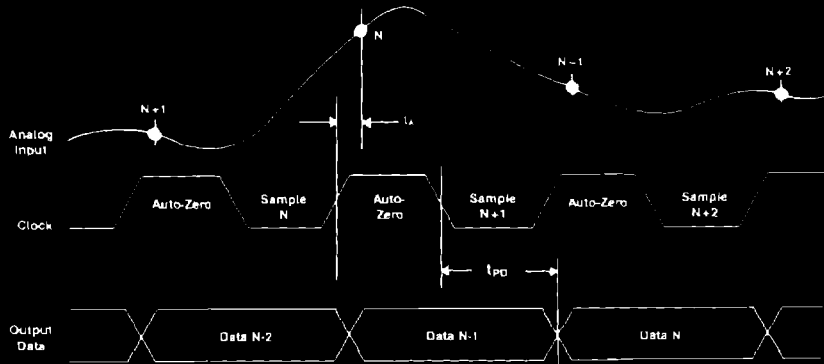 N
N−1
N+2
N+1
tA
Analog
Input
Auto-Zero
Sample
N
Auto-
Zero
Sample
N+1
Auto-Zero
Sample
N+2
Clock
tPD
Output
Data
Data N-2
Data N-1
Data N